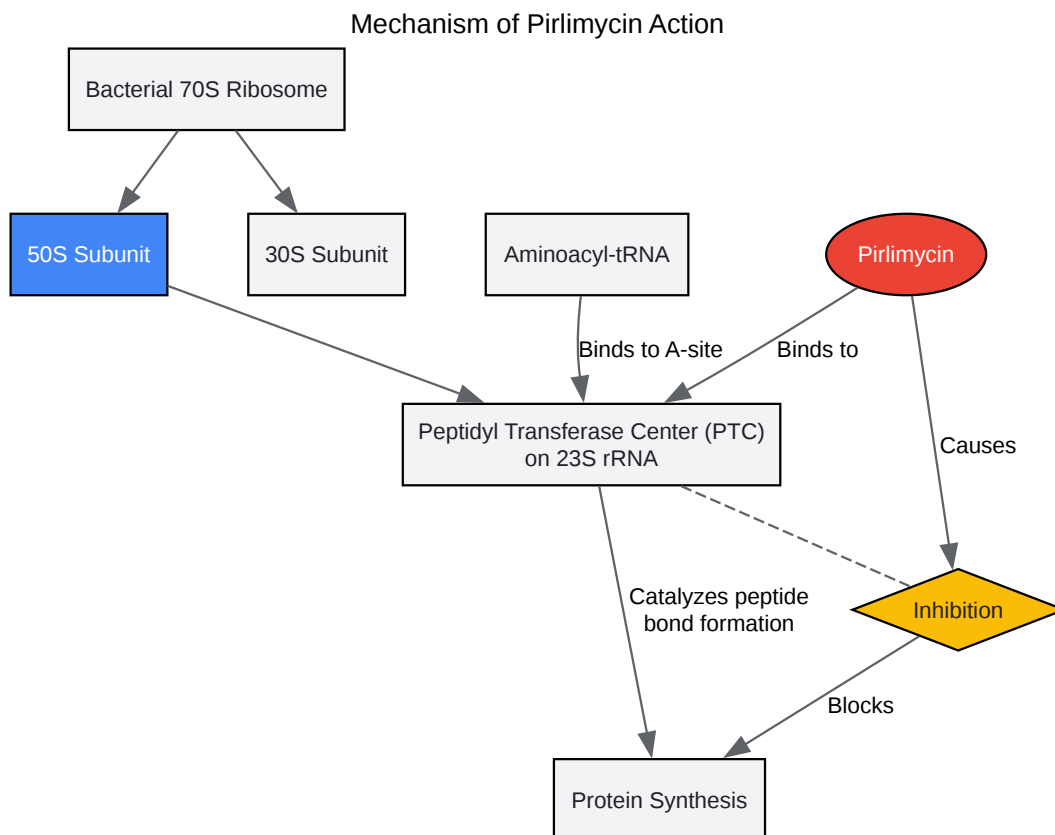 Mechanism of Pirlimycin Action
Bacterial 70S Ribosome
50S Subunit
30S Subunit
Aminoacyl-tRNA
Pirlimycin
Binds to A-site
Binds to
Peptidyl Transferase Center (PTC)
on 23S rRNA
Causes
Catalyzes peptide
bond formation
Inhibition
Blocks
Protein Synthesis